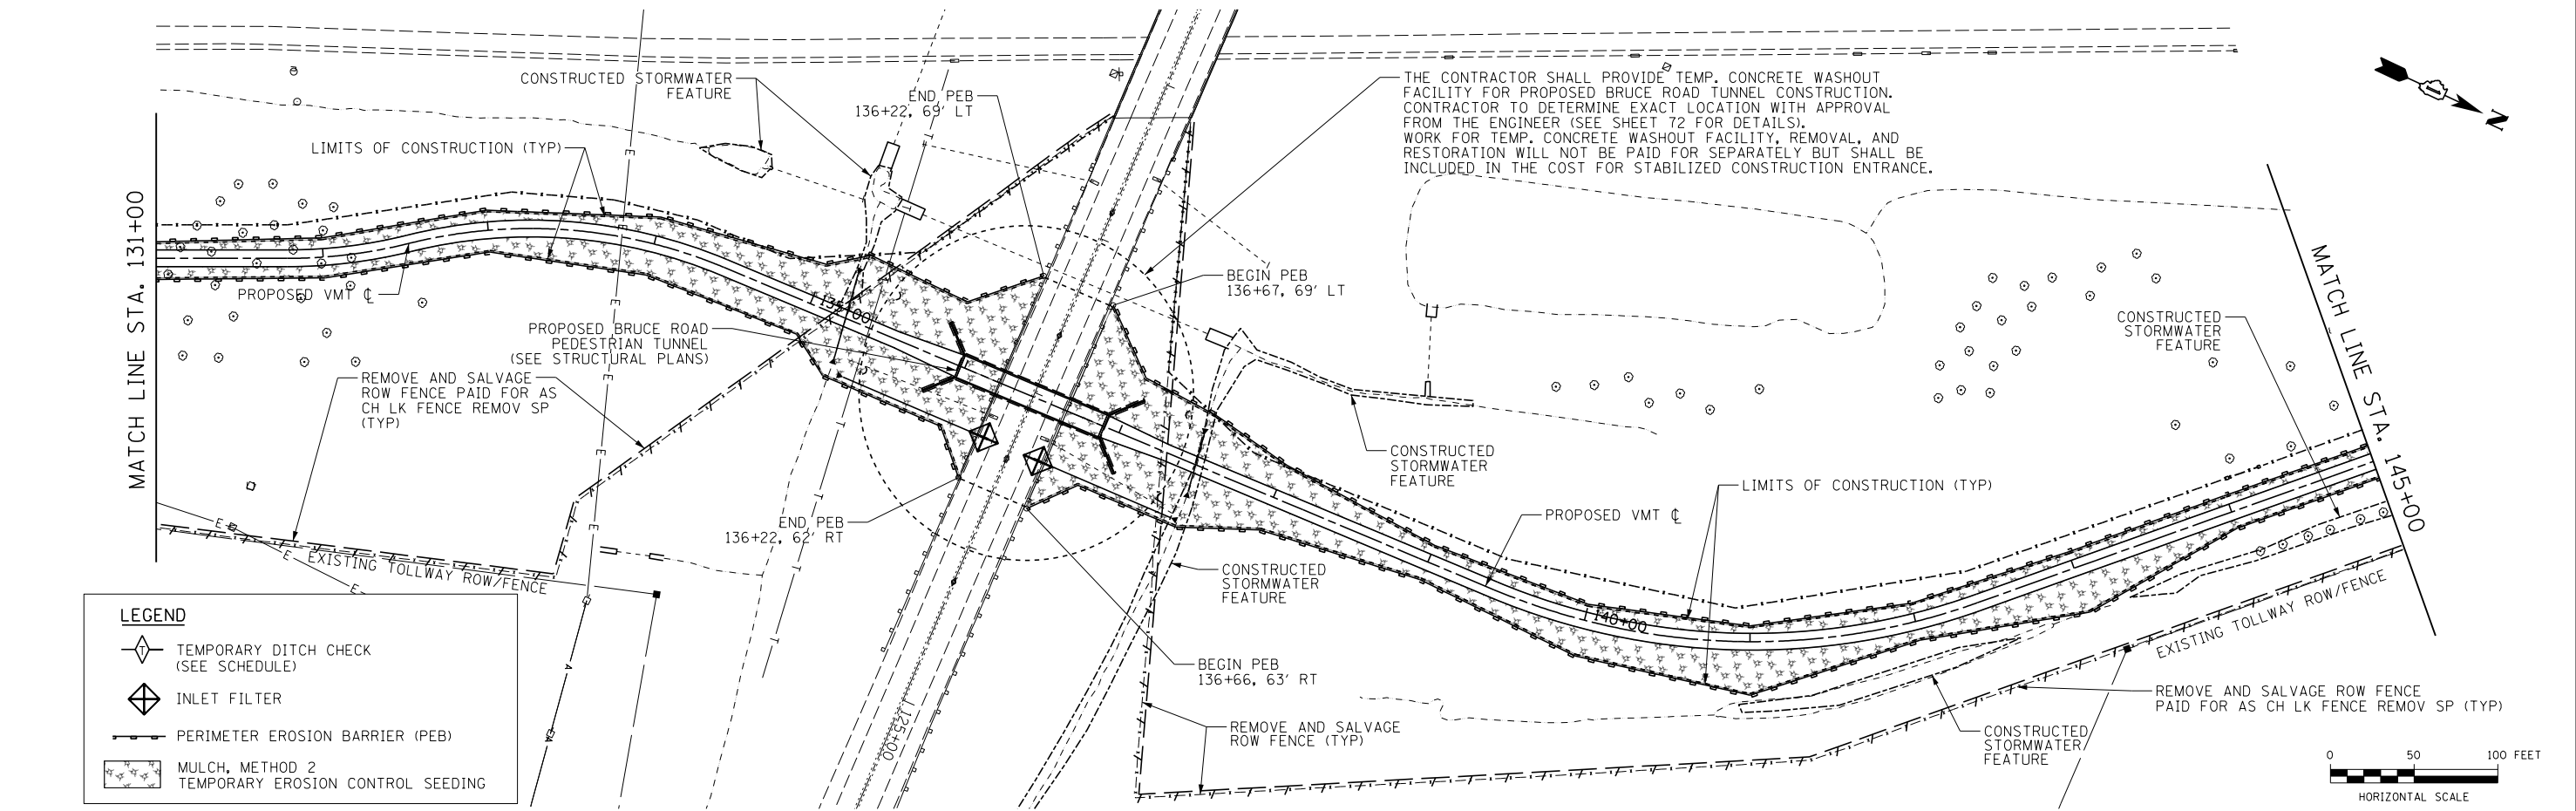 CONSTRUCTED STORMWATER
FEATURE
END PEB
136+22, 69' LT
THE CONTRACTOR SHALL PROVIDE TEMP. CONCRETE WASHOUT
FACILITY FOR PROPOSED BRUCE ROAD TUNNEL CONSTRUCTION.
CONTRACTOR TO DETERMINE EXACT LOCATION WITH APPROVAL
FROM THE ENGINEER (SEE SHEET 72 FOR DETAILS).
WORK FOR TEMP. CONCRETE WASHOUT FACILITY, REMOVAL, AND
RESTORATION WILL NOT BE PAID FOR SEPARATELY BUT SHALL BE
INCLUDED IN THE COST FOR STABILIZED CONSTRUCTION ENTRANCE.
N
LIMITS OF CONSTRUCTION (TYP)
MATCH LINE STA. 131+00
PROPOSED VMT ℄
135+00
BEGIN PEB
136+67, 69' LT
PROPOSED BRUCE ROAD
PEDESTRIAN TUNNEL
(SEE STRUCTURAL PLANS)
REMOVE AND SALVAGE
ROW FENCE PAID FOR AS
CH LK FENCE REMOV SP
(TYP)
CONSTRUCTED
STORMWATER
FEATURE
MATCH LINE STA. 145+00
CONSTRUCTED
STORMWATER
FEATURE
LIMITS OF CONSTRUCTION (TYP)
PROPOSED VMT ℄
END PEB
136+22, 62' RT
EXISTING TOLLWAY ROW/FENCE
CONSTRUCTED
STORMWATER
FEATURE
140+00
EXISTING TOLLWAY ROW/FENCE
BEGIN PEB
136+66, 63' RT
REMOVE AND SALVAGE
ROW FENCE (TYP)
125+00
REMOVE AND SALVAGE ROW FENCE
PAID FOR AS CH LK FENCE REMOV SP (TYP)
CONSTRUCTED
STORMWATER
FEATURE
LEGEND
T
TEMPORARY DITCH CHECK
(SEE SCHEDULE)
INLET FILTER
PERIMETER EROSION BARRIER (PEB)
MULCH, METHOD 2
TEMPORARY EROSION CONTROL SEEDING
0 50 100 FEET
HORIZONTAL SCALE